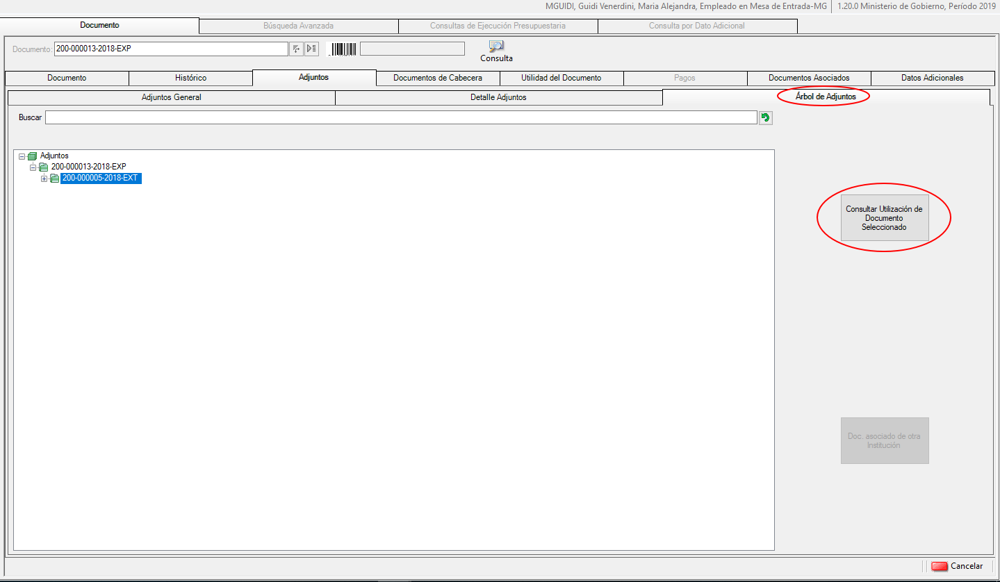 MGUIDI, Guidi Venerdini, Maria Alejandra, Empleado en Mesa de Entrada-MG 1.20.0 Ministerio de Gobierno, Período 2019
Documento Búsqueda Avanzada Consultas de Ejecución Presupuestaria Consulta por Dato Adicional
Documento: 200-000013-2018-EXP
Consulta
Documento Histórico Adjuntos Documentos de Cabecera Utilidad del Documento Pagos Documentos Asociados Datos Adicionales
Adjuntos General Detalle Adjuntos Árbol de Adjuntos
Buscar
Adjuntos
200-000013-2018-EXP
200-000005-2018-EXT
Consultar Utilización de
Documento
Seleccionado
Doc. asociado de otra
Institución
Cancelar